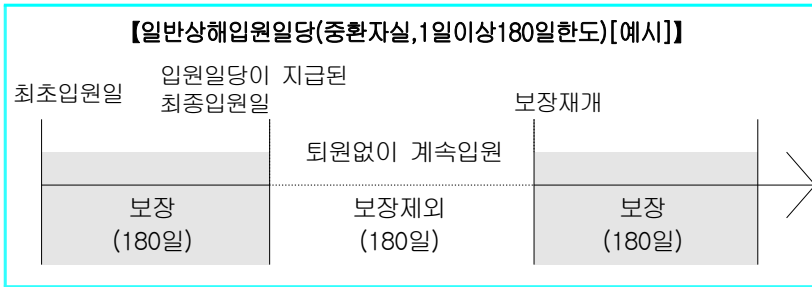 【일반상해입원일당(중환자실,1일이상180일한도)[예시]】
최초입원일
입원일당이 지급된
최종입원일
보장재개
퇴원없이 계속입원
보장
(180일)
보장제외
(180일)
보장
(180일)